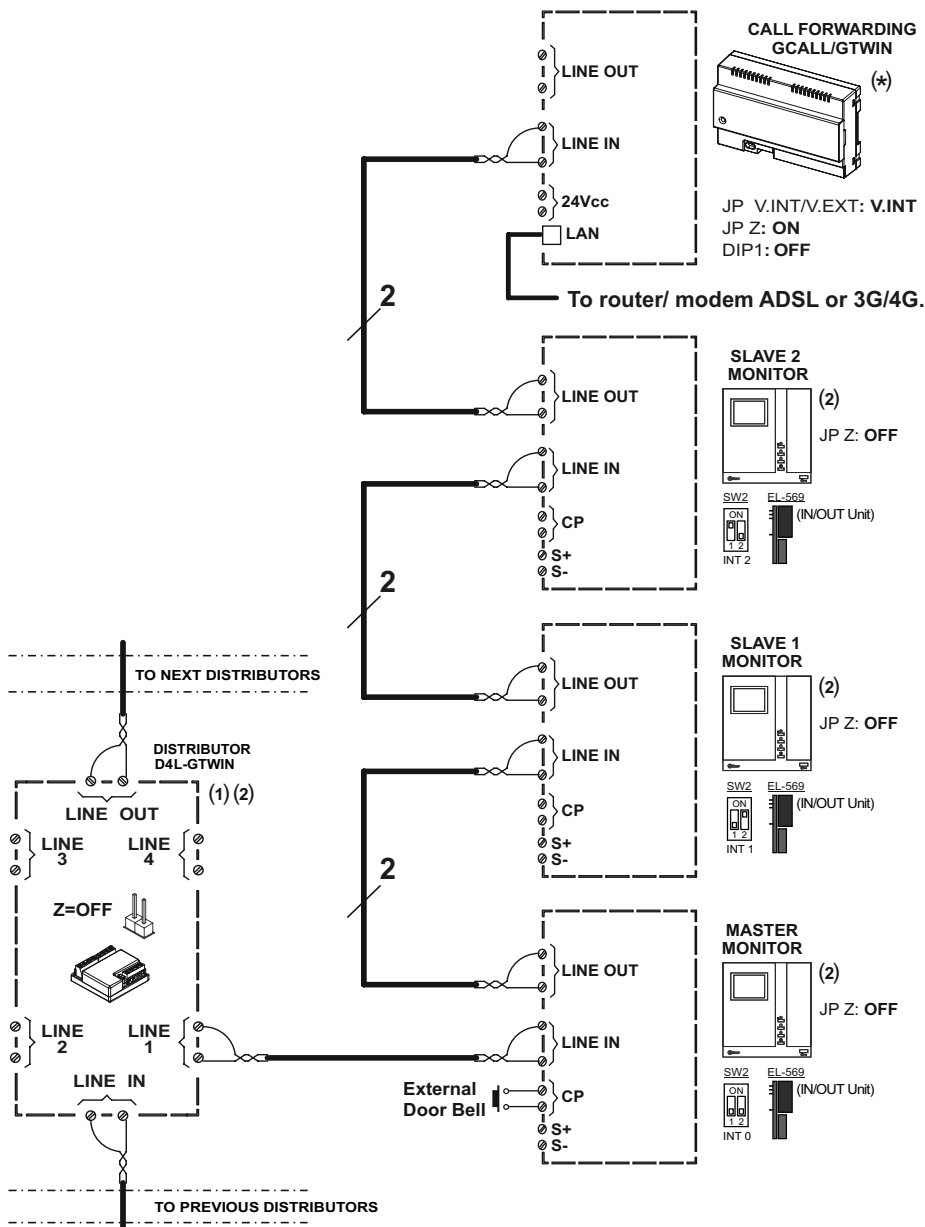 CALL FORWARDING
GCALL/GTWIN
(*)
LINE OUT
LINE IN
24Vcc
LAN
JP V.INT/V.EXT: V.INT
JP Z: ON
DIP1: OFF
2
To router/ modem ADSL or 3G/4G.
SLAVE 2
MONITOR
(2)
JP Z: OFF
LINE OUT
LINE IN
CP
S+
S-
SW2
EL-569
ON
(IN/OUT Unit)
1 2
INT 2
2
SLAVE 1
MONITOR
(2)
JP Z: OFF
LINE OUT
LINE IN
CP
S+
S-
SW2
EL-569
ON
(IN/OUT Unit)
1 2
INT 1
TO NEXT DISTRIBUTORS
DISTRIBUTOR
D4L-GTWIN
(1) (2)
LINE OUT
LINE
3
LINE
4
Z=OFF
LINE
2
LINE
1
LINE IN
2
MASTER
MONITOR
(2)
JP Z: OFF
LINE OUT
LINE IN
External
Door Bell
CP
S+
S-
SW2
EL-569
ON
(IN/OUT Unit)
1 2
INT 0
TO PREVIOUS DISTRIBUTORS